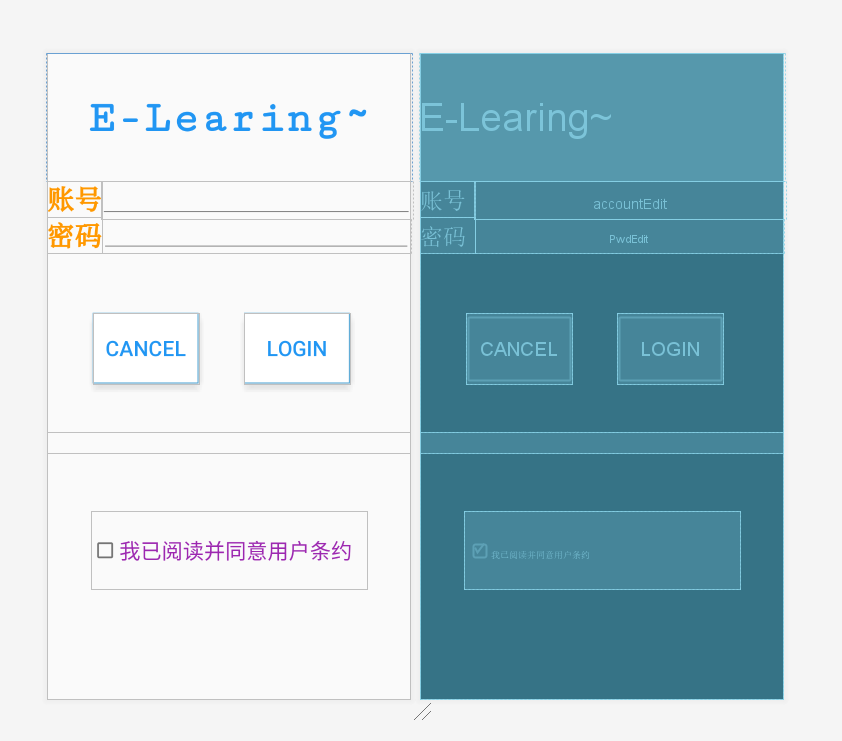 E-Learing~
账号
密码
CANCEL LOGIN
我已阅读并同意用户条约
E-Learing~
账号 accountEdit
密码 PwdEdit
CANCEL LOGIN
我已阅读并同意用户条约